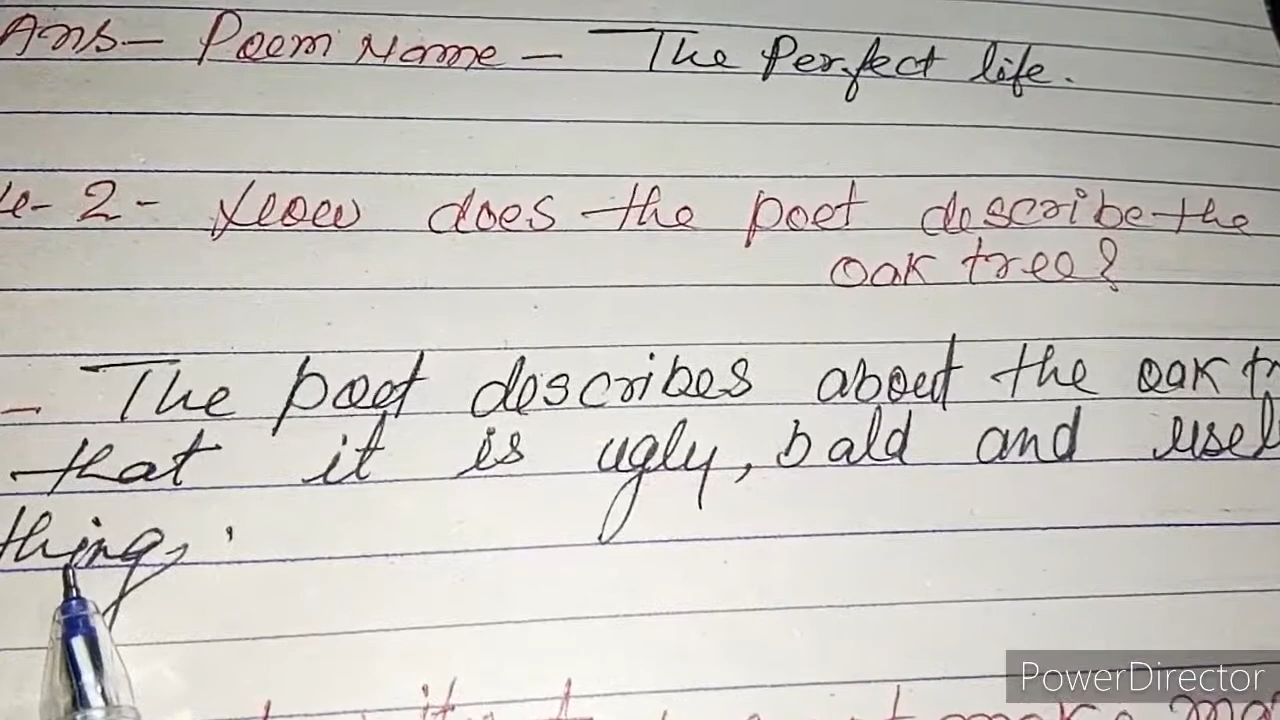 Ans- Poem Name - The Perfect life.
2- How does the poet describe the
oak tree?
- The poet describes about the oak
that it is ugly, bald and
things.
PowerDirector